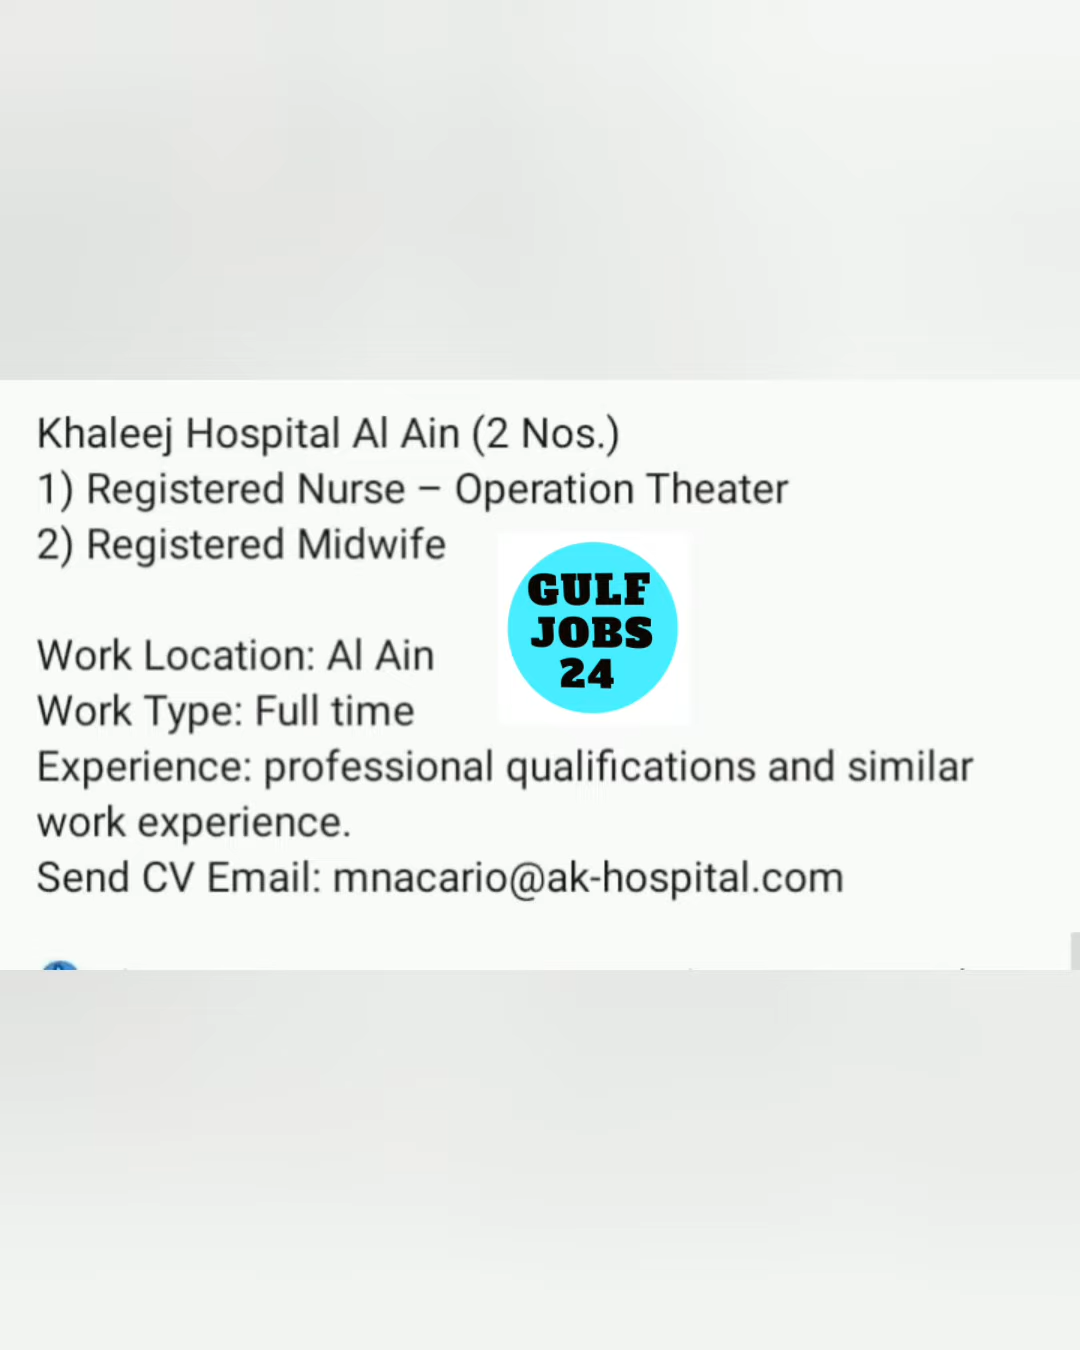 Khaleej Hospital Al Ain (2 Nos.)
1) Registered Nurse – Operation Theater
2) Registered Midwife
GULF
JOBS
24
Work Location: Al Ain
Work Type: Full time
Experience: professional qualifications and similar
work experience.
Send CV Email: mnacario@ak-hospital.com